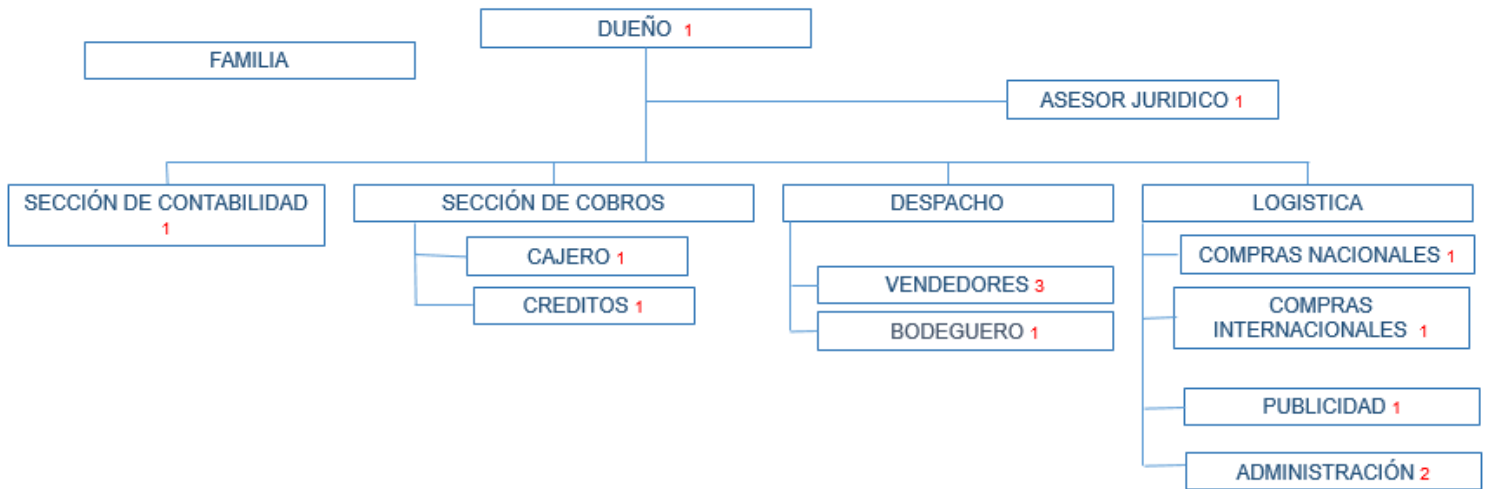 DUEÑO 1
FAMILIA
ASESOR JURIDICO 1
SECCIÓN DE CONTABILIDAD
1
SECCIÓN DE COBROS
DESPACHO
LOGISTICA
CAJERO 1
CREDITOS 1
VENDEDORES 3
BODEGUERO 1
COMPRAS NACIONALES 1
COMPRAS
INTERNACIONALES 1
PUBLICIDAD 1
ADMINISTRACIÓN 2